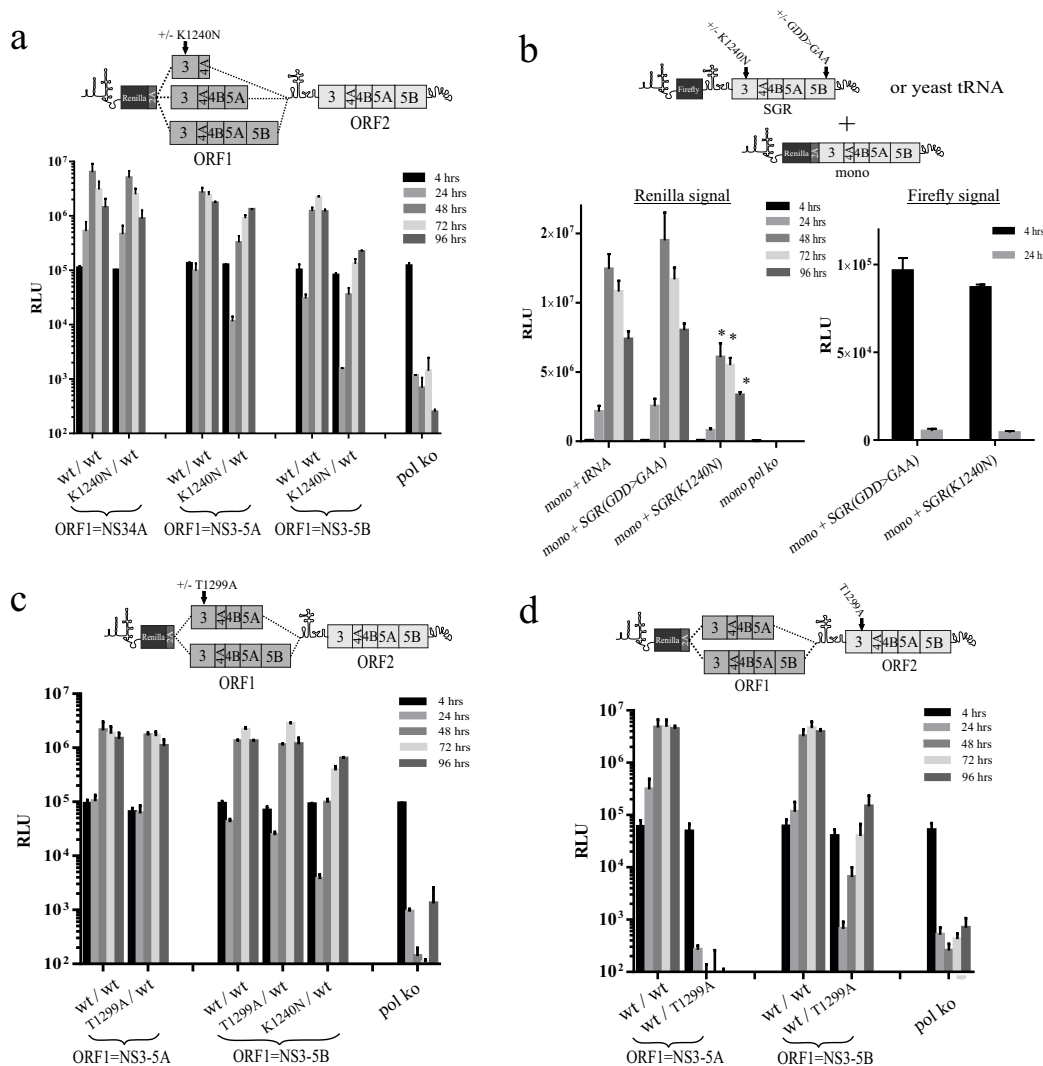 a
+/- K1240N
3
4A
Renilla
2A
3
4A
4B
5A
3
4A
4B
5A
5B
ORF1
3
4A
4B
5A
5B
ORF2
RLU
10^7
10^6
10^5
10^4
10^3
10^2
4 hrs
24 hrs
48 hrs
72 hrs
96 hrs
wt / wt
K1240N / wt
wt / wt
K1240N / wt
wt / wt
K1240N / wt
pol ko
ORF1=NS34A
ORF1=NS3-5A
ORF1=NS3-5B
b
+/- K1240N
+/- GDD>GAA
Firefly
3
4A
4B
5A
5B
SGR
or yeast tRNA
+
Renilla
2A
3
4A
4B
5A
5B
mono
Renilla signal
RLU
2×10^7
1×10^7
5×10^6
0
4 hrs
24 hrs
48 hrs
72 hrs
96 hrs
* *
*
mono + tRNA
mono + SGR(GDD>GAA)
mono + SGR(K1240N)
mono pol ko
Firefly signal
RLU
1×10^5
5×10^4
0
4 hrs
24 hrs
mono + SGR(GDD>GAA)
mono + SGR(K1240N)
c
+/- T1299A
Renilla
2A
3
4A
4B
5A
3
4A
4B
5A
5B
ORF1
3
4A
4B
5A
5B
ORF2
RLU
10^7
10^6
10^5
10^4
10^3
10^2
4 hrs
24 hrs
48 hrs
72 hrs
96 hrs
wt / wt
T1299A / wt
wt / wt
T1299A / wt
K1240N / wt
pol ko
ORF1=NS3-5A
ORF1=NS3-5B
d
T1299A
Renilla
2A
3
4A
4B
5A
3
4A
4B
5A
5B
ORF1
3
4A
4B
5A
5B
ORF2
RLU
10^7
10^6
10^5
10^4
10^3
10^2
4 hrs
24 hrs
48 hrs
72 hrs
96 hrs
wt / wt
wt / T1299A
wt / wt
wt / T1299A
pol ko
ORF1=NS3-5A
ORF1=NS3-5B